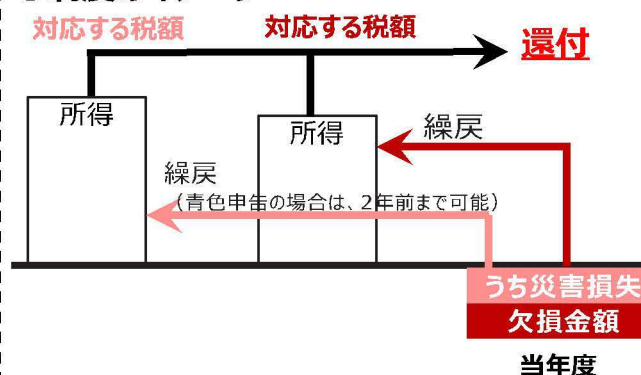 対応する税額
対応する税額
還付
所得
所得
繰戻
繰戻
(青色申告の場合は、2年前まで可能)
うち災害損失
欠損金額
当年度